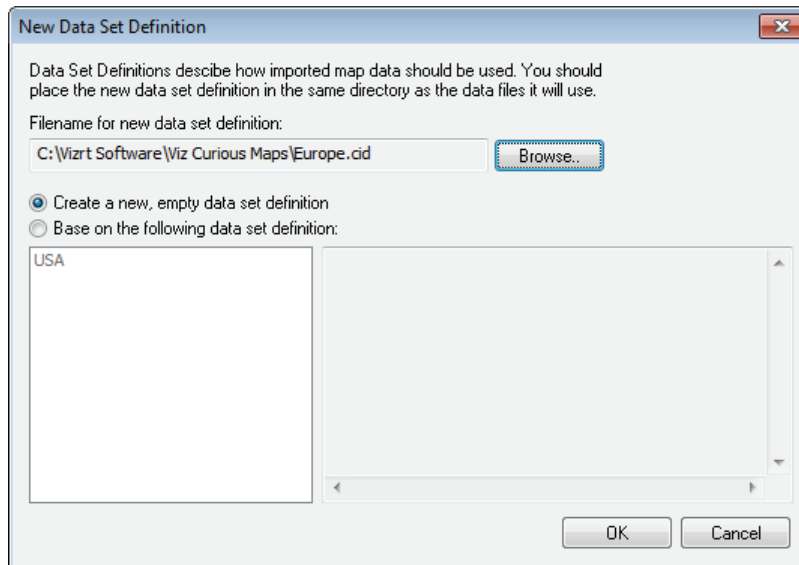 New Data Set Definition
Data Set Definitions descibe how imported map data should be used. You should
place the new data set definition in the same directory as the data files it will use.
Filename for new data set definition:
C:\Vizrt Software\Viz Curious Maps\Europe.cid
Browse..
Create a new, empty data set definition
Base on the following data set definition:
USA
OK
Cancel